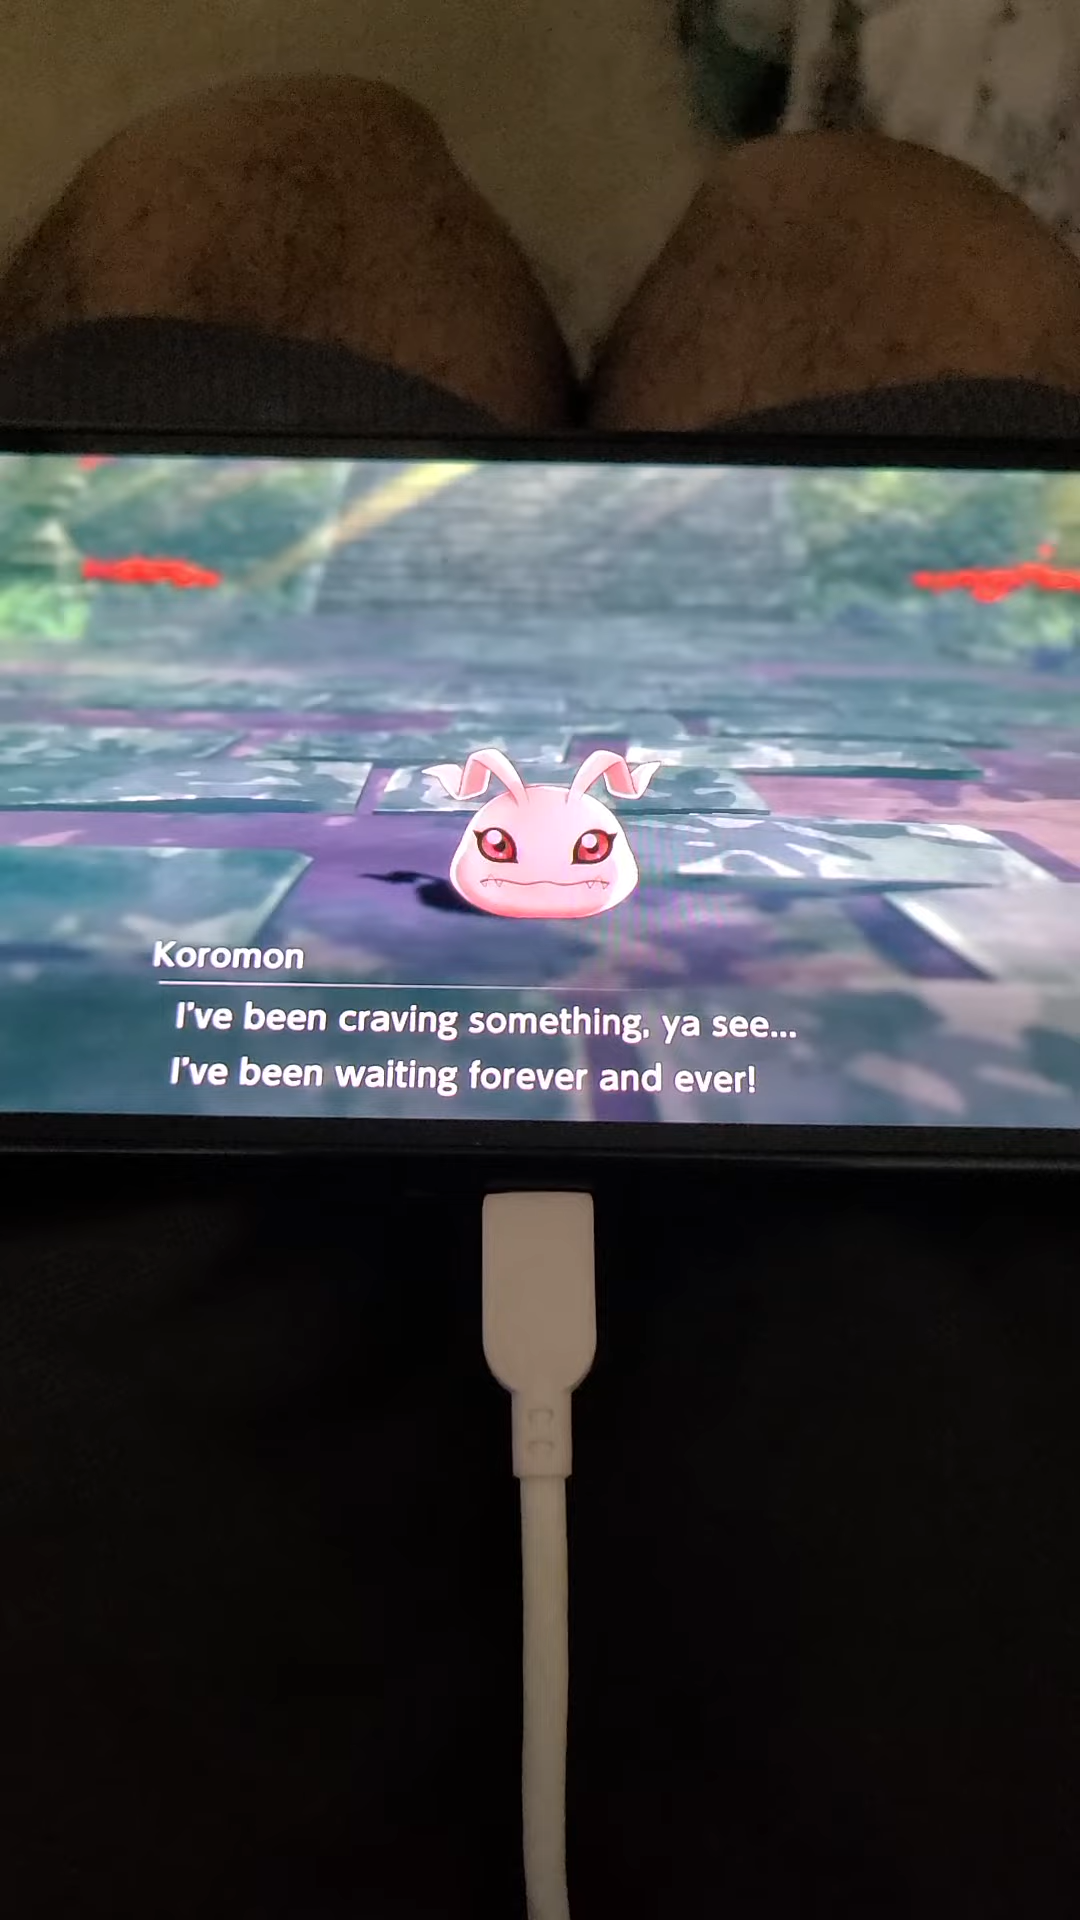 Koromon
I've been craving something, ya see...
I've been waiting forever and ever!